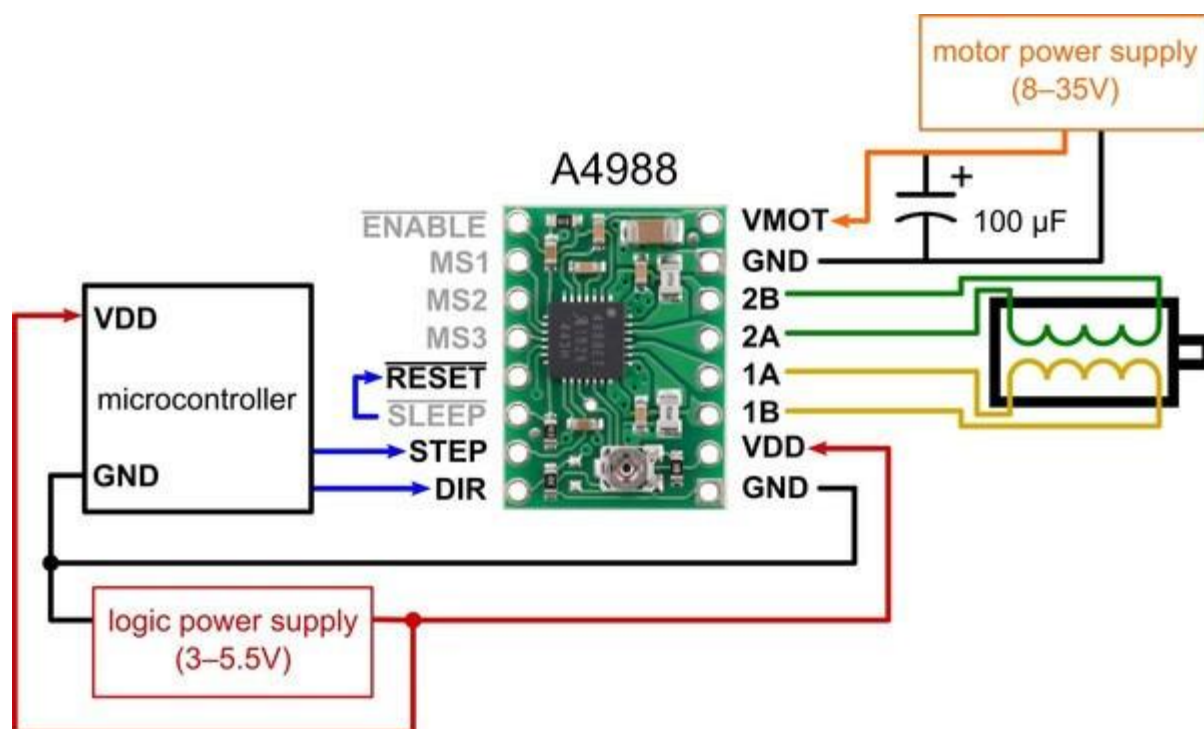 motor power supply
(8–35V)
A4988
+
100 µF
ENABLE
MS1
MS2
MS3
RESET
SLEEP
STEP
DIR
VMOT
GND
2B
2A
1A
1B
VDD
GND
VDD
microcontroller
GND
logic power supply
(3–5.5V)